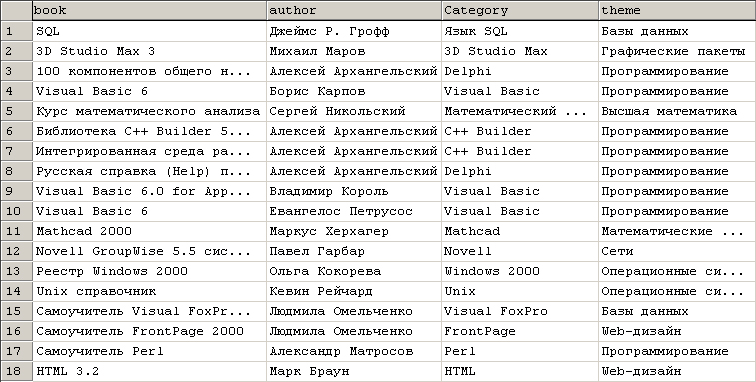 book author Category theme
1 SQL Джеймс Р. Грофф Язык SQL Базы данных
2 3D Studio Max 3 Михаил Маров 3D Studio Max Графические пакеты
3 100 компонентов общего н... Алексей Архангельский Delphi Программирование
4 Visual Basic 6 Борис Карпов Visual Basic Программирование
5 Курс математического анализа Сергей Никольский Математический ... Высшая математика
6 Библиотека C++ Builder 5... Алексей Архангельский C++ Builder Программирование
7 Интегрированная среда ра... Алексей Архангельский C++ Builder Программирование
8 Русская справка (Help) п... Алексей Архангельский Delphi Программирование
9 Visual Basic 6.0 for App... Владимир Король Visual Basic Программирование
10 Visual Basic 6 Евангелос Петрусос Visual Basic Программирование
11 Mathcad 2000 Маркус Херхагер Mathcad Математические ...
12 Novell GroupWise 5.5 сис... Павел Гарбар Novell Сети
13 Реестр Windows 2000 Ольга Кокорева Windows 2000 Операционные си...
14 Unix справочник Кевин Рейчард Unix Операционные си...
15 Самоучитель Visual FoxPr... Людмила Омельченко Visual FoxPro Базы данных
16 Самоучитель FrontPage 2000 Людмила Омельченко FrontPage Web-дизайн
17 Самоучитель Perl Александр Матросов Perl Программирование
18 HTML 3.2 Марк Браун HTML Web-дизайн